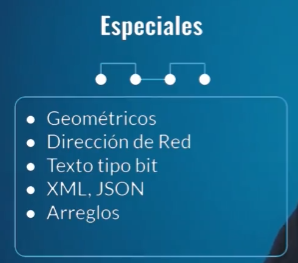 Especiales
● Geométricos
● Dirección de Red
● Texto tipo bit
● XML, JSON
● Arreglos